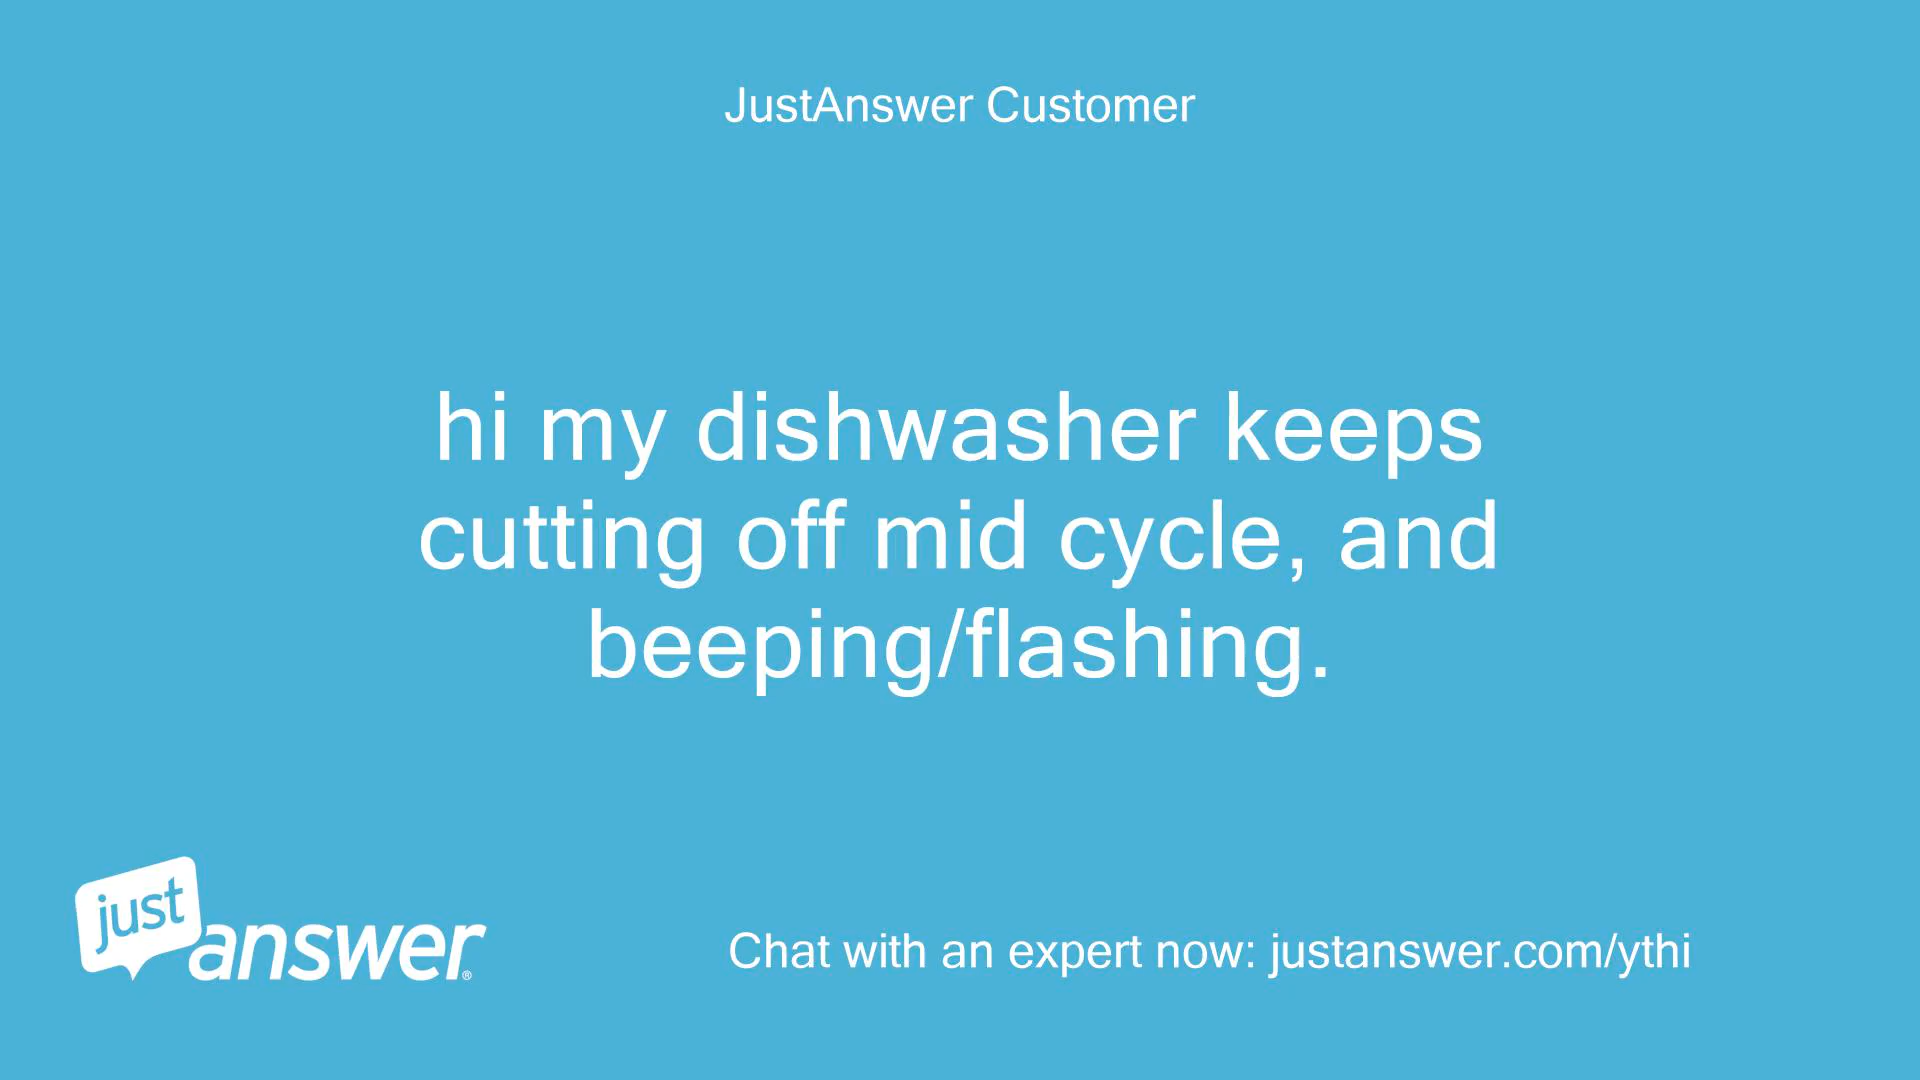 JustAnswer Customer
hi my dishwasher keeps
cutting off mid cycle, and
beeping/flashing.
just
answer®
Chat with an expert now: justanswer.com/ythi